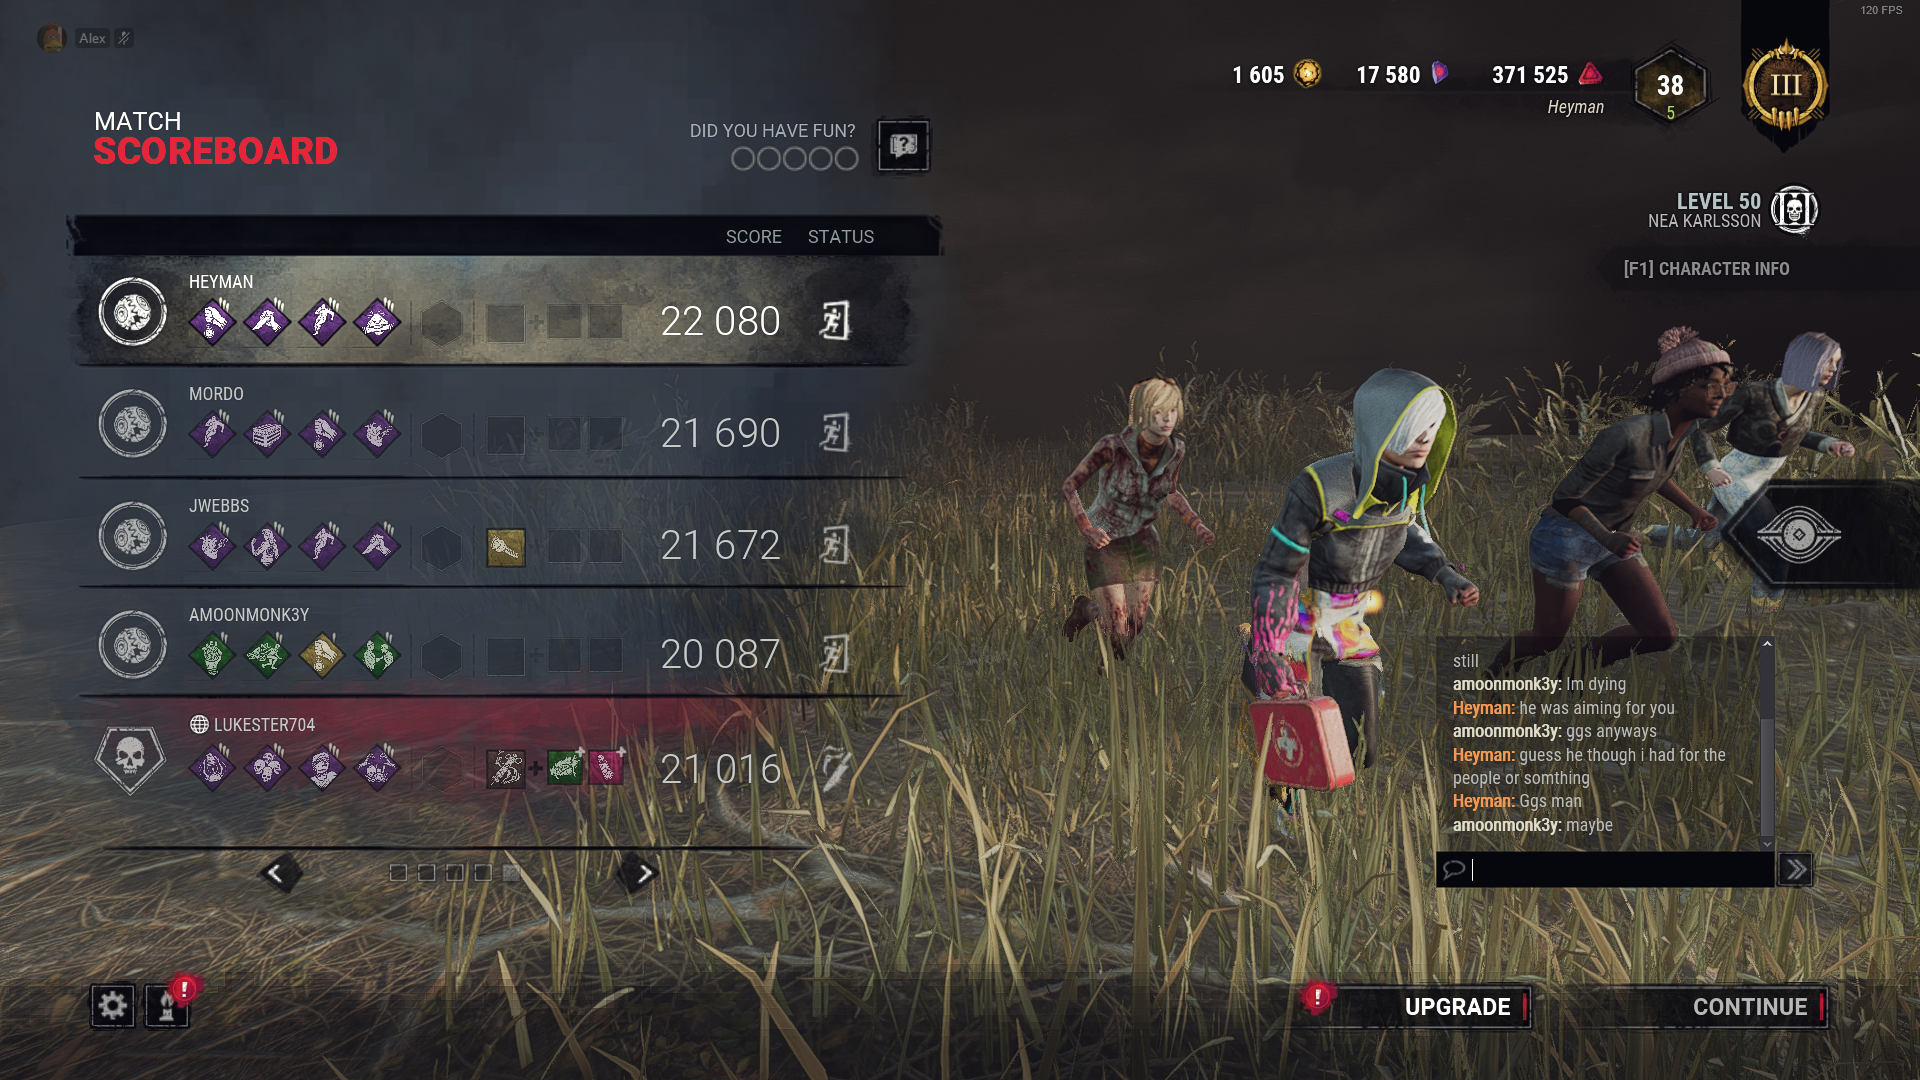 120 FPS
Alex
1 605
17 580
371 525
Heyman
38
5
III
MATCH
SCOREBOARD
DID YOU HAVE FUN?
?
LEVEL 50
NEA KARLSSON
[F1] CHARACTER INFO
SCORE STATUS
HEYMAN
22 080
MORDO
21 690
JWEBBS
21 672
AMOONMONK3Y
20 087
LUKESTER704
21 016
still
amoonmonk3y: Im dying
Heyman: he was aiming for you
amoonmonk3y: ggs anyways
Heyman: guess he though i had for the
people or somthing
Heyman: Ggs man
amoonmonk3y: maybe
!
!
UPGRADE
CONTINUE